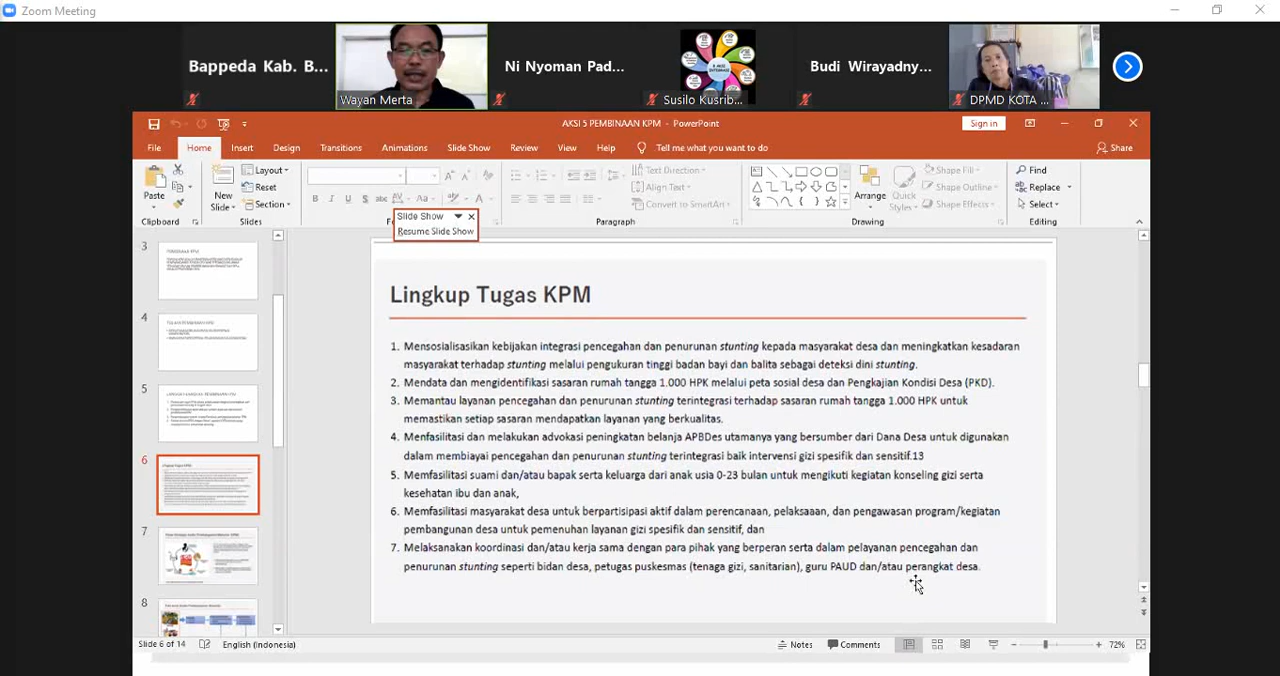 Zoom Meeting
Bappeda Kab. B...
Wayan Merta
Ni Nyoman Pad...
Susilo Kusrib...
Budi Wirayadny...
DPMD KOTA ...
AKSI 5 PEMBINAAN KPM - PowerPoint
Sign in
File Home Insert Design Transitions Animations Slide Show Review View Help Tell me what you want to do Share
Paste
Clipboard
New Slide
Layout
Reset
Section
Slides
Paragraph
Text Direction
Align Text
Convert to SmartArt
Arrange
Quick Styles
Shape Fill
Shape Outline
Shape Effects
Drawing
Find
Replace
Select
Editing
Slide Show
Resume Slide Show
3
4
5
6
7
8
Lingkup Tugas KPM
1. Mensosialisasikan kebijakan integrasi pencegahan dan penurunan stunting kepada masyarakat desa dan meningkatkan kesadaran
masyarakat terhadap stunting melalui pengukuran tinggi badan bayi dan balita sebagai deteksi dini stunting.
2. Mendata dan mengidentifikasi sasaran rumah tangga 1.000 HPK melalui peta sosial desa dan Pengkajian Kondisi Desa (PKD).
3. Memantau layanan pencegahan dan penurunan stunting terintegrasi terhadap sasaran rumah tangga 1.000 HPK untuk
memastikan setiap sasaran mendapatkan layanan yang berkualitas.
4. Menfasilitasi dan melakukan advokasi peningkatan belanja APBDes utamanya yang bersumber dari Dana Desa untuk digunakan
dalam membiayai pencegahan dan penurunan stunting terintegrasi baik intervensi gizi spesifik dan sensitif.13
5. Memfasilitasi suami dan/atau bapak serta keluarga dari anak usia 0-23 bulan untuk mengikuti kegiatan konseling gizi serta
kesehatan ibu dan anak,
6. Memfasilitasi masyarakat desa untuk berpartisipasi aktif dalam perencanaan, pelaksaaan, dan pengawasan program/kegiatan
pembangunan desa untuk pemenuhan layanan gizi spesifik dan sensitif, dan
7. Melaksanakan koordinasi dan/atau kerja sama dengan para pihak yang berperan serta dalam pelayanan pencegahan dan
penurunan stunting seperti bidan desa, petugas puskesmas (tenaga gizi, sanitarian), guru PAUD dan/atau perangkat desa.
Slide 6 of 14 English (Indonesia) Notes Comments 72%